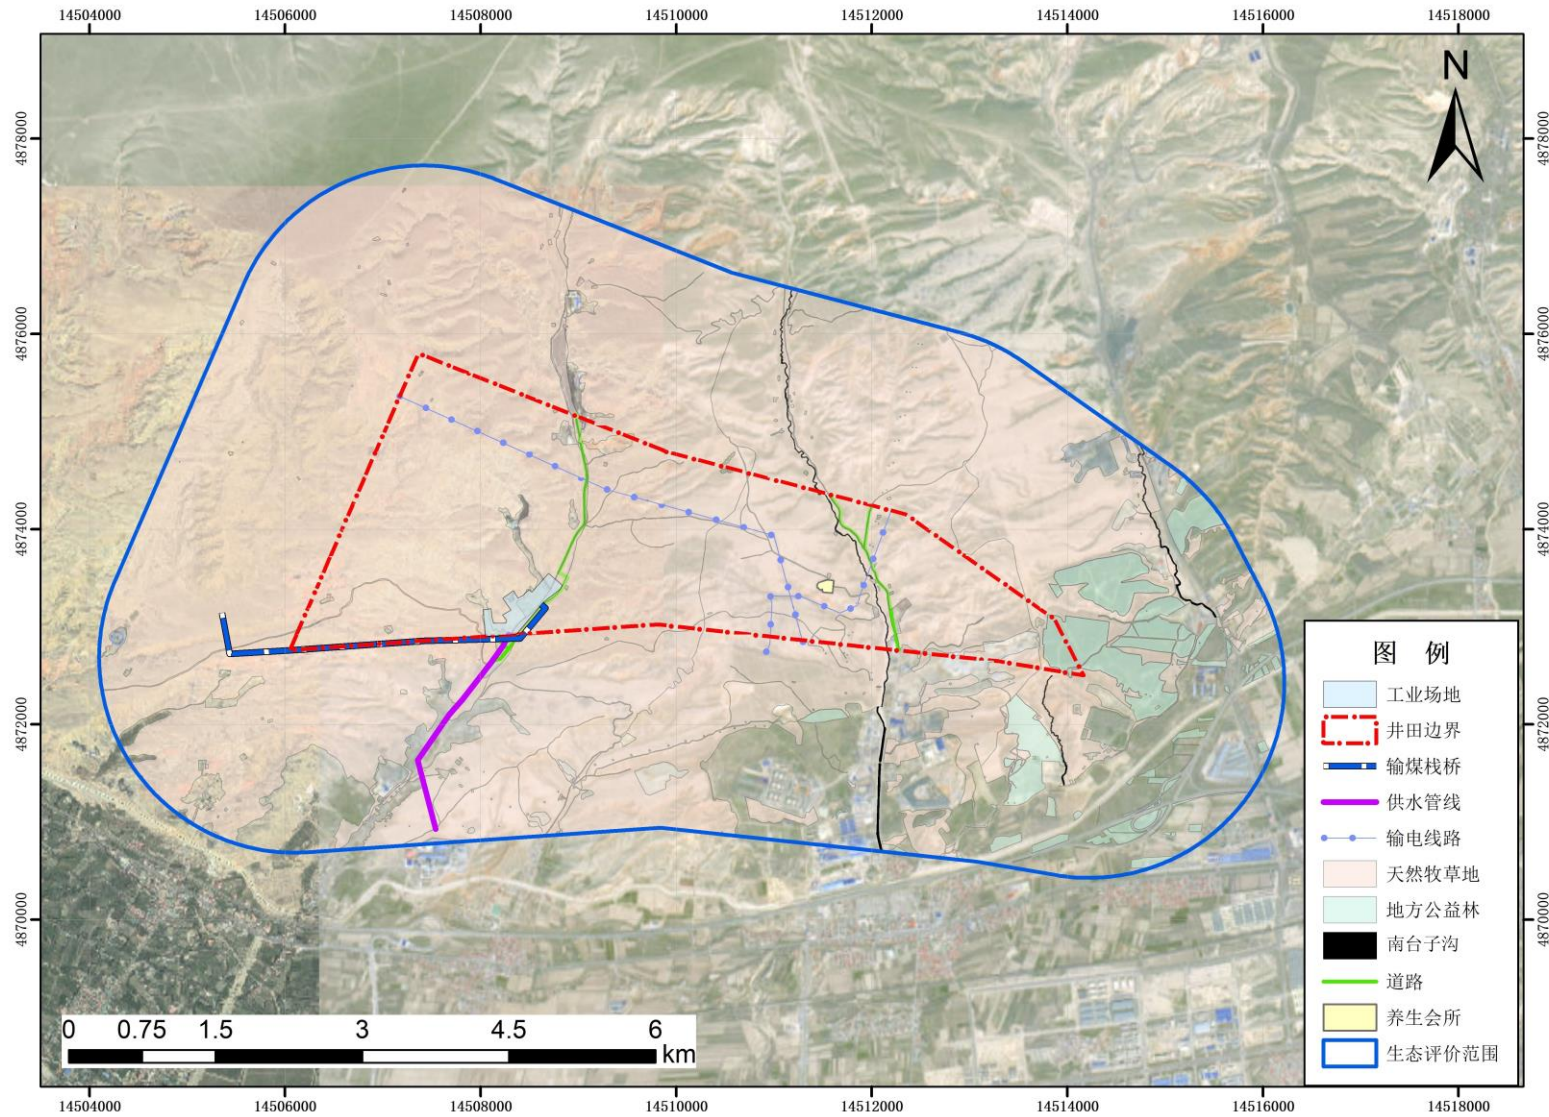 14504000 14506000 14508000 14510000 14512000 14514000 14516000 14518000
N
4878000 4878000
4876000 4876000
4874000 4874000
4872000 4872000
4870000 4870000
图 例
工业场地
井田边界
输煤栈桥
供水管线
输电线路
天然牧草地
地方公益林
南台子沟
道路
养生会所
生态评价范围
0 0.75 1.5 3 4.5 6
km
14504000 14506000 14508000 14510000 14512000 14514000 14516000 14518000